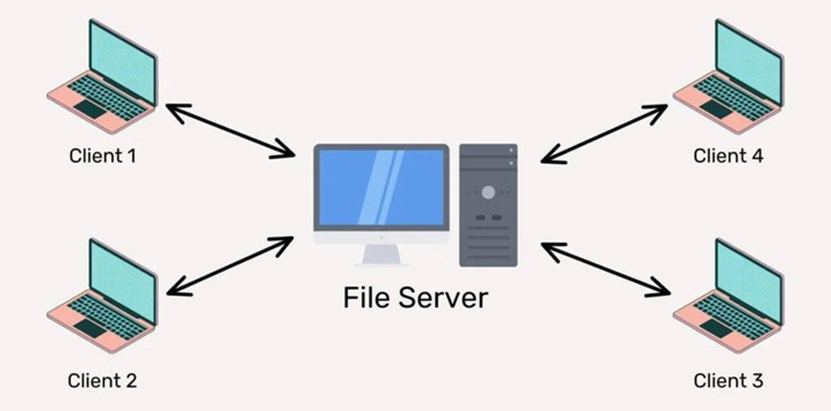 Client 1
Client 4
File Server
Client 2
Client 3